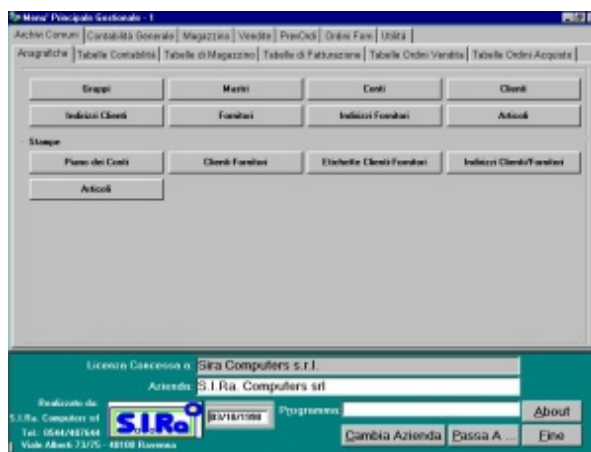 Menu' Principale Gestionale - 1
Archivi Comuni Contabilità Generale Magazzino Vendite Prev/Ordi Ordini Forn Utilità
Anagrafiche Tabelle Contabilità Tabelle di Magazzino Tabelle di Fatturazione Tabelle Ordini Vendita Tabelle Ordini Acquisto
Gruppi Mastri Conti Clienti
Indirizzi Clienti Fornitori Indirizzi Fornitori Articoli
Stampe
Piano dei Conti Clienti-Fornitori Etichette Clienti-Fornitori Indirizzi Clienti/Fornitori
Articoli
Licenza Concessa a: Sira Computers s.r.l.
Azienda: S.I.Ra. Computers srl
Realizzato da:
S.I.Ra. Computers srl
Tel.: 0544/407644
Viale Alberti 73/75 - 48100 Ravenna
S.I.Ra
03/10/1998
Programma:
About
Cambia Azienda Passa A ... Fine